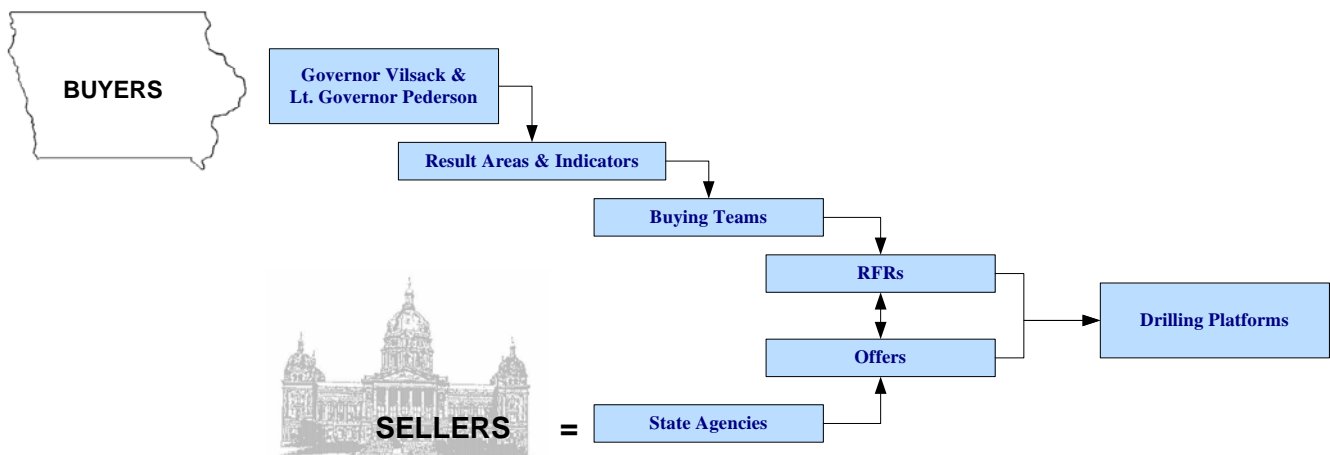 BUYERS
Governor Vilsack &
Lt. Governor Pederson
Result Areas & Indicators
Buying Teams
RFRs
Drilling Platforms
Offers
SELLERS
=
State Agencies